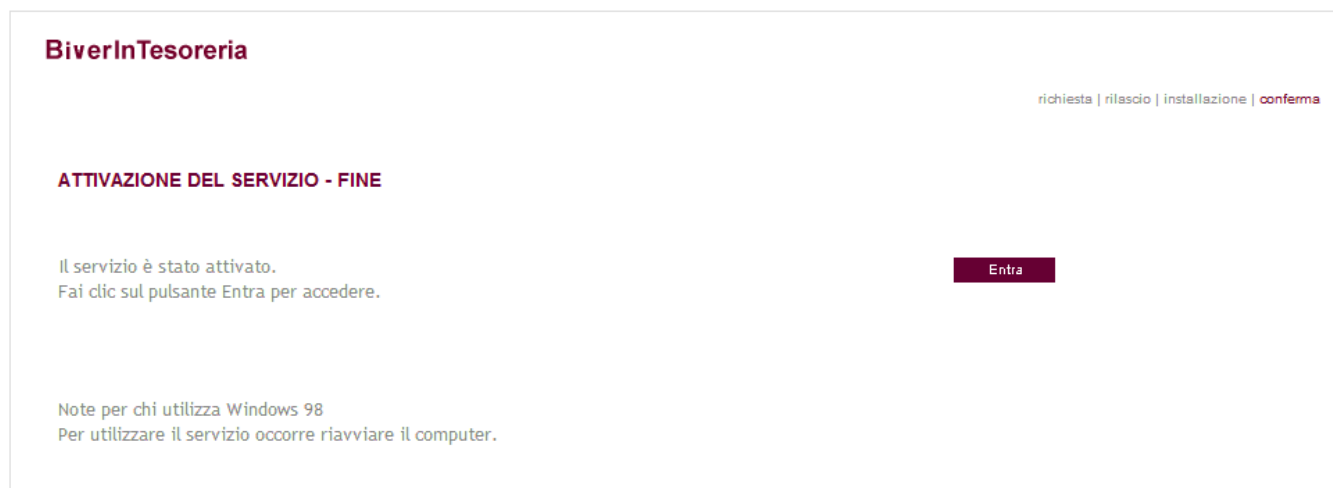 BiverInTesoreria
richiesta | rilascio | installazione | conferma
ATTIVAZIONE DEL SERVIZIO - FINE
Il servizio è stato attivato.
Entra
Fai clic sul pulsante Entra per accedere.
Note per chi utilizza Windows 98
Per utilizzare il servizio occorre riavviare il computer.